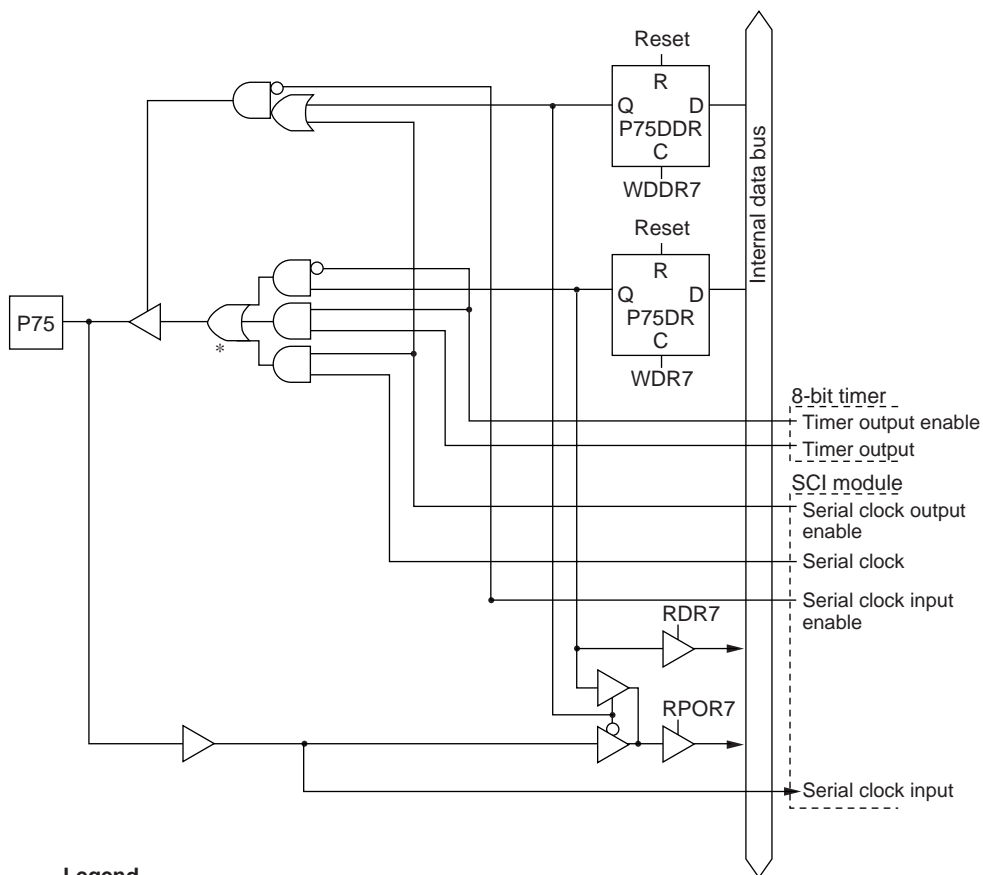 Reset
R
Q D
P75DDR
C
WDDR7
Internal data bus
Reset
R
Q D
P75DR
C
WDR7
P75
*
8-bit timer
Timer output enable
Timer output
SCI module
Serial clock output
enable
Serial clock
Serial clock input
enable
RDR7
RPOR7
Serial clock input
Legend